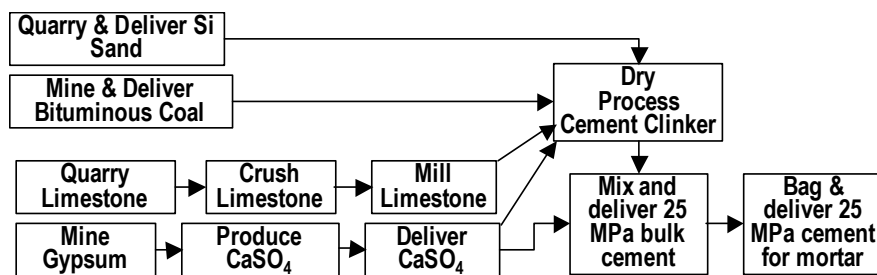 Quarry & Deliver Si
Sand
Mine & Deliver
Bituminous Coal
Dry
Process
Cement Clinker
Quarry
Limestone
Crush
Limestone
Mill
Limestone
Mine
Gypsum
Produce
CaSO₄
Deliver
CaSO₄
Mix and
deliver 25
MPa bulk
cement
Bag &
deliver 25
MPa cement
for mortar